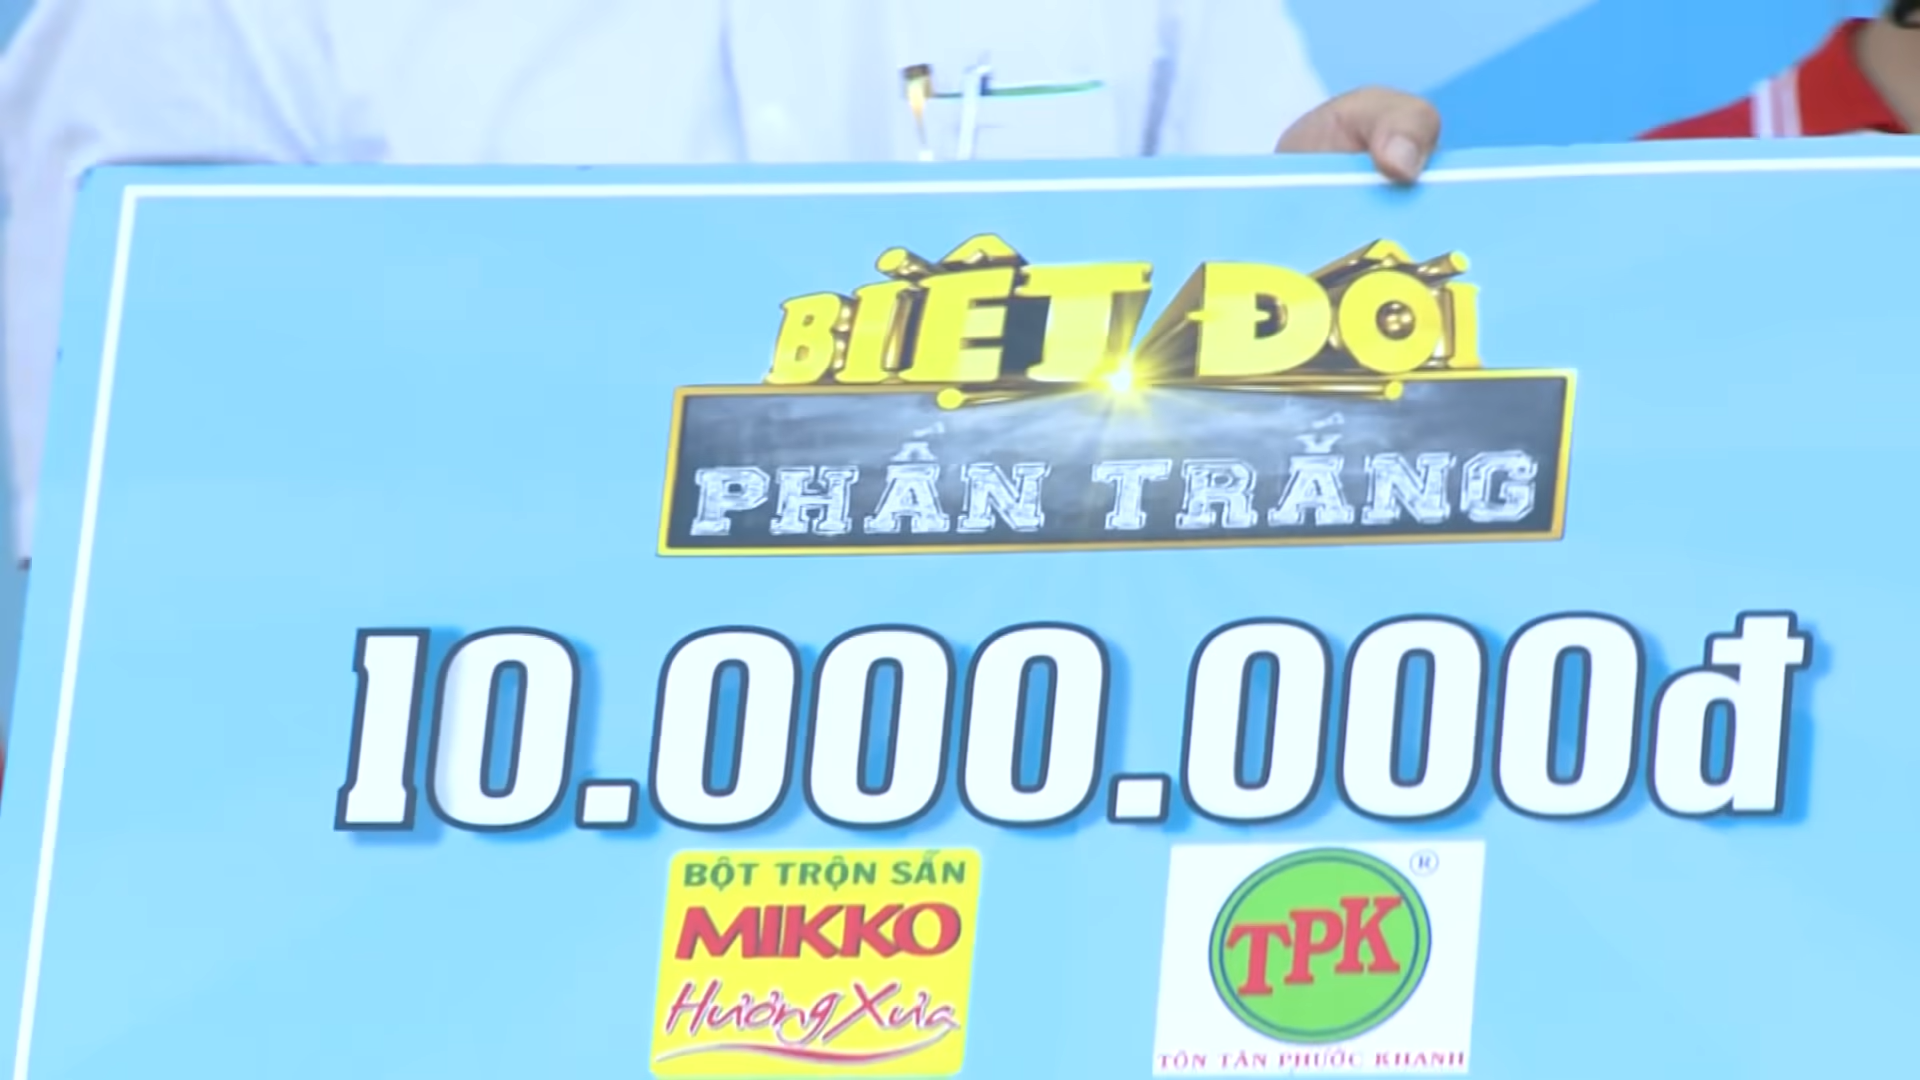 BIỆT ĐỘI
PHẤN TRẮNG
10.000.000đ
BỘT TRỘN SẴN
MIKKO
Hương Xưa
TPK
®
TÔN TÂN PHƯỚC KHANH